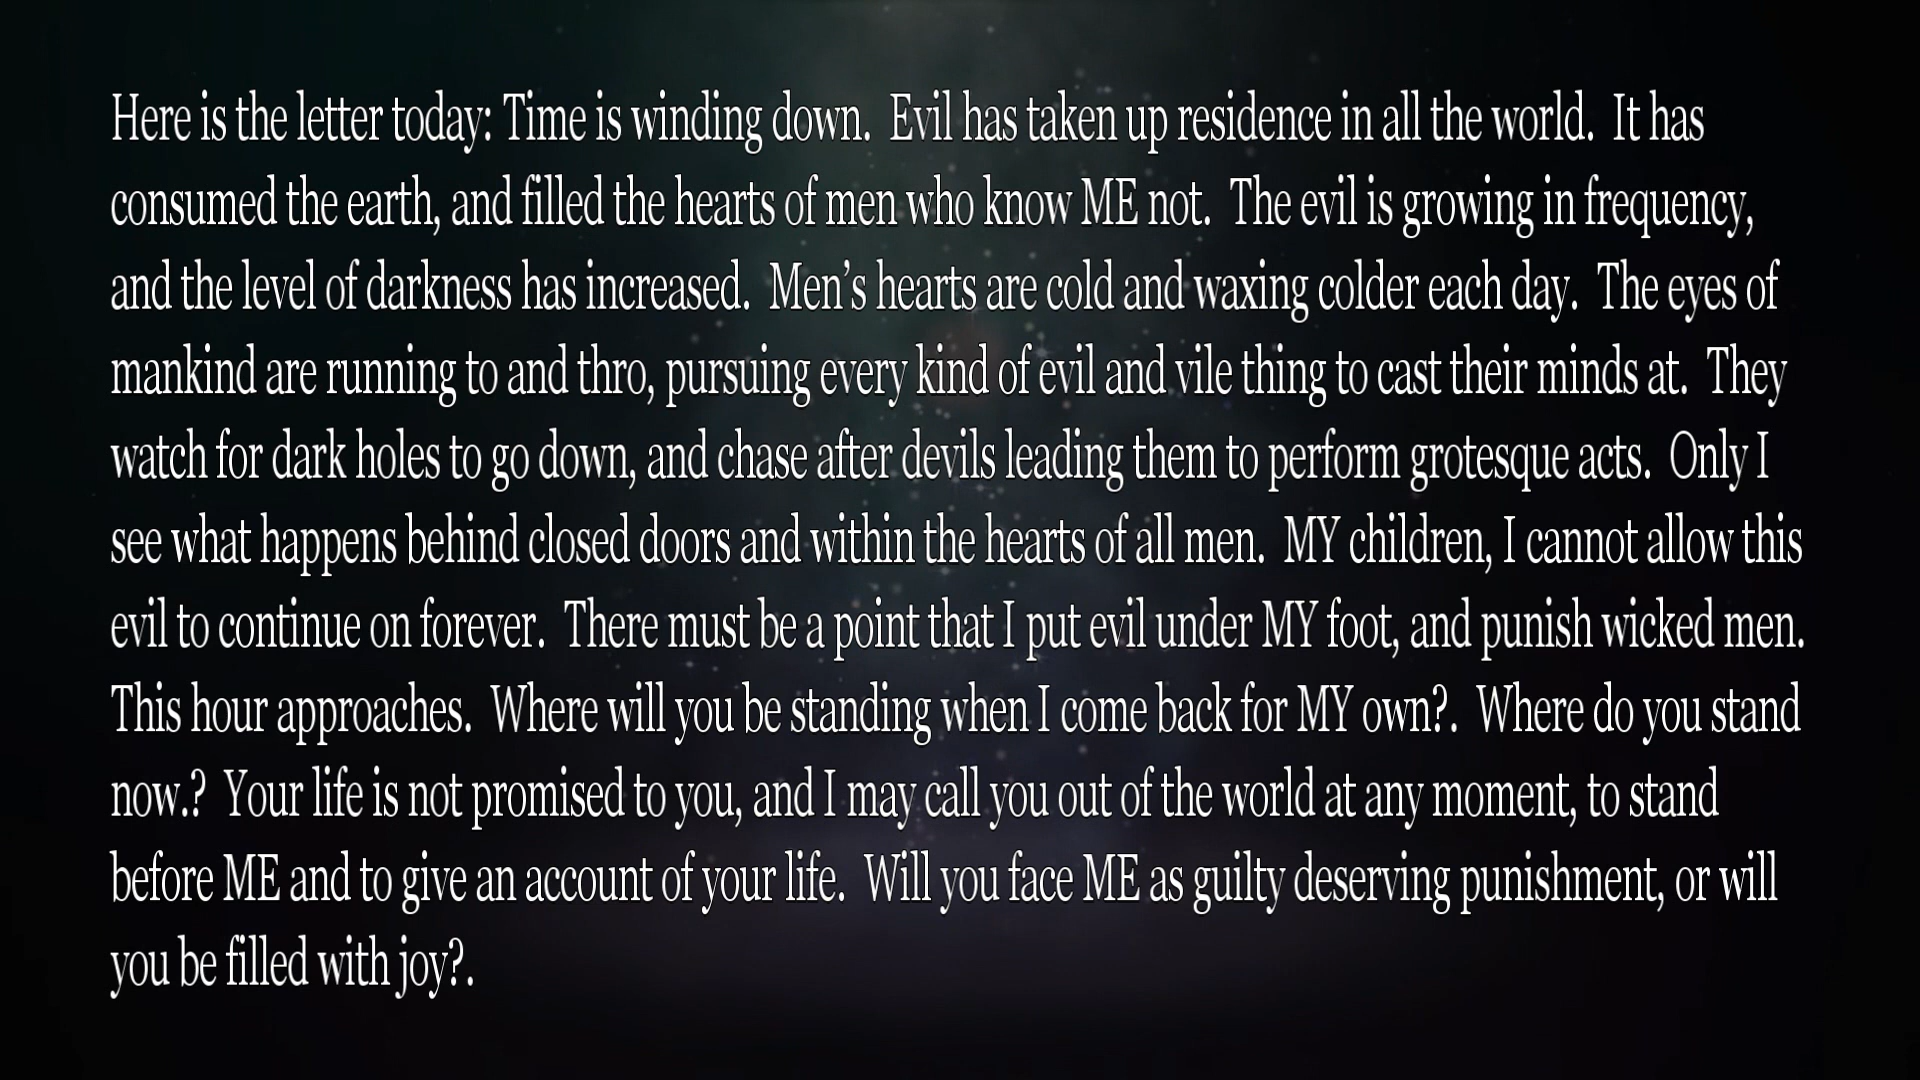 Here is the letter today: Time is winding down.  Evil has taken up residence in all the world.  It has
consumed the earth, and filled the hearts of men who know ME not.  The evil is growing in frequency,
and the level of darkness has increased.  Men’s hearts are cold and waxing colder each day.  The eyes of
mankind are running to and thro, pursuing every kind of evil and vile thing to cast their minds at.  They
watch for dark holes to go down, and chase after devils leading them to perform grotesque acts.  Only I
see what happens behind closed doors and within the hearts of all men.  MY children, I cannot allow this
evil to continue on forever.  There must be a point that I put evil under MY foot, and punish wicked men.
This hour approaches.  Where will you be standing when I come back for MY own?.  Where do you stand
now.?  Your life is not promised to you, and I may call you out of the world at any moment, to stand
before ME and to give an account of your life.  Will you face ME as guilty deserving punishment, or will
you be filled with joy?.